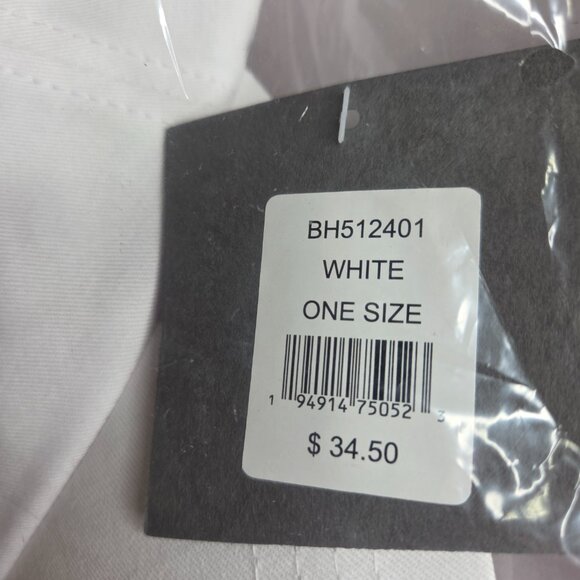 BH512401
WHITE
ONE SIZE
1 94914 75052 3
$ 34.50